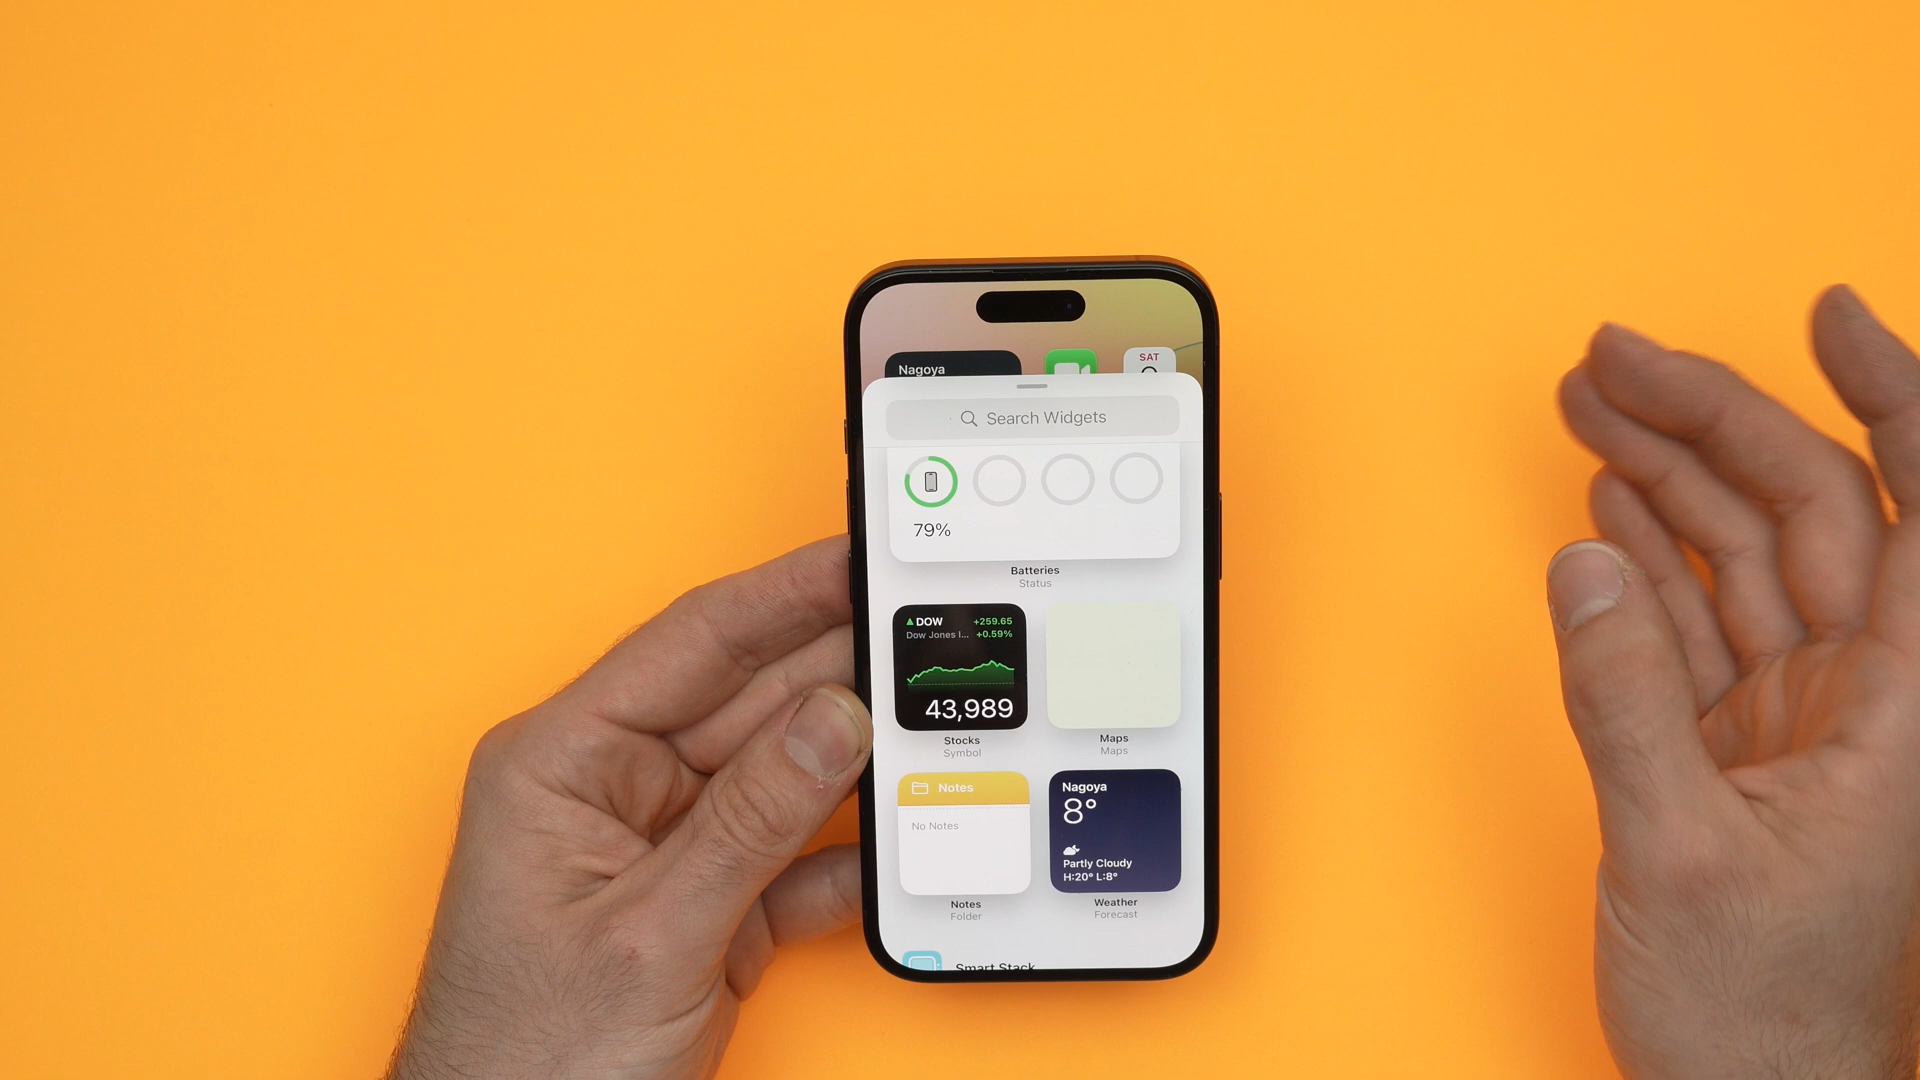 Nagoya
SAT
Search Widgets
79%
Batteries
Status
DOW +259.65
Dow Jones I... +0.59%
43,989
Stocks
Symbol
Maps
Maps
Notes
No Notes
Notes
Folder
Nagoya
8°
Partly Cloudy
H:20° L:8°
Weather
Forecast
Smart Stack